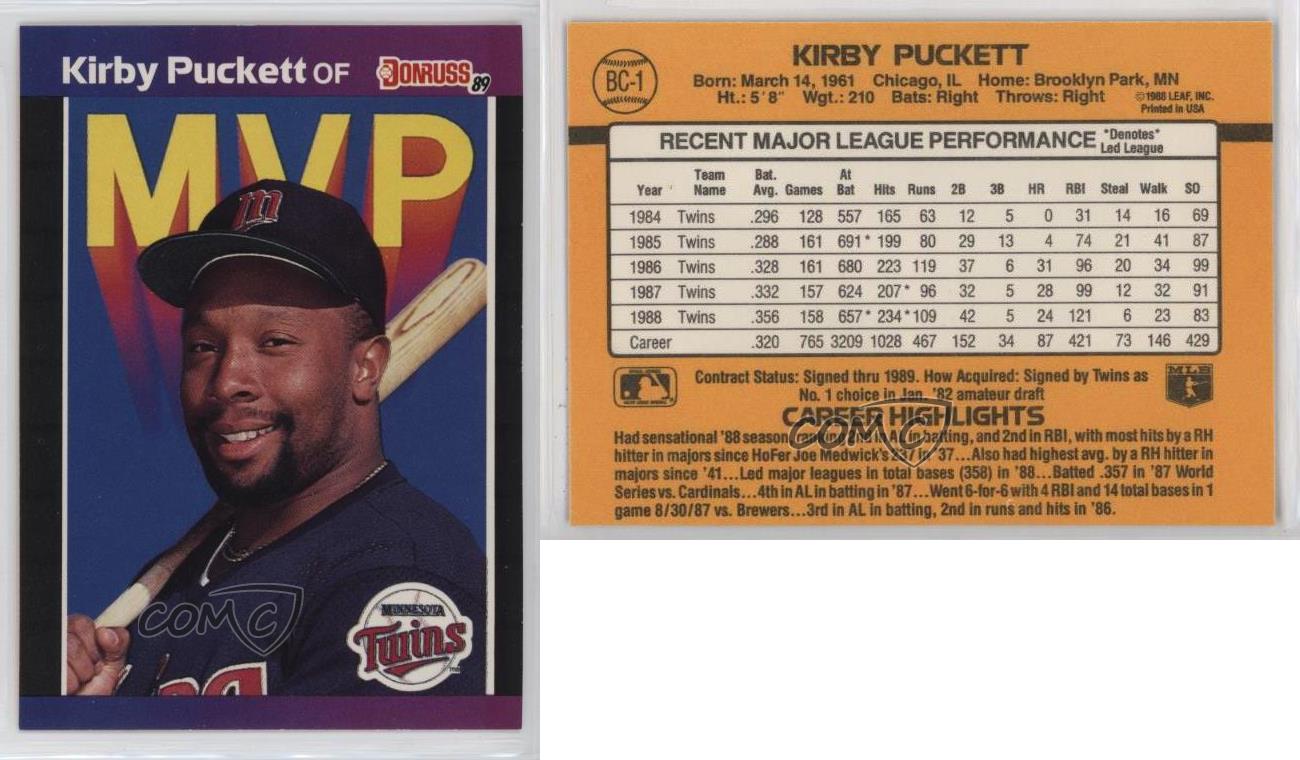 Kirby Puckett OF DONRUSS 89
MVP
m
COMC
MINNESOTA
Twins
BC-1
KIRBY PUCKETT
Born: March 14, 1961 Chicago, IL Home: Brooklyn Park, MN
Ht.: 5'8" Wgt.: 210 Bats: Right Throws: Right
©1988 LEAF, INC.
Printed in USA
RECENT MAJOR LEAGUE PERFORMANCE *Denotes*
Led League
Year Team Name Bat. Avg. Games At Bat Hits Runs 2B 3B HR RBI Steal Walk SO
1984 Twins .296 128 557 165 63 12 5 0 31 14 16 69
1985 Twins .288 161 691* 199 80 29 13 4 74 21 41 87
1986 Twins .328 161 680 223 119 37 6 31 96 20 34 99
1987 Twins .332 157 624 207* 96 32 5 28 99 12 32 91
1988 Twins .356 158 657* 234* 109 42 5 24 121 6 23 83
Career .320 765 3209 1028 467 152 34 87 421 73 146 429
Contract Status: Signed thru 1989. How Acquired: Signed by Twins as
No. 1 choice in Jan. '82 amateur draft
MLB
CAREER HIGHLIGHTS
COMC
Had sensational '88 season, ranking 2nd in AL in batting, and 2nd in RBI, with most hits by a RH
hitter in majors since HoFer Joe Medwick's 237 in '37...Also had highest avg. by a RH hitter in
majors since '41...Led major leagues in total bases (358) in '88...Batted .357 in '87 World
Series vs. Cardinals...4th in AL in batting in '87...Went 6-for-6 with 4 RBI and 14 total bases in 1
game 8/30/87 vs. Brewers...3rd in AL in batting, 2nd in runs and hits in '86.